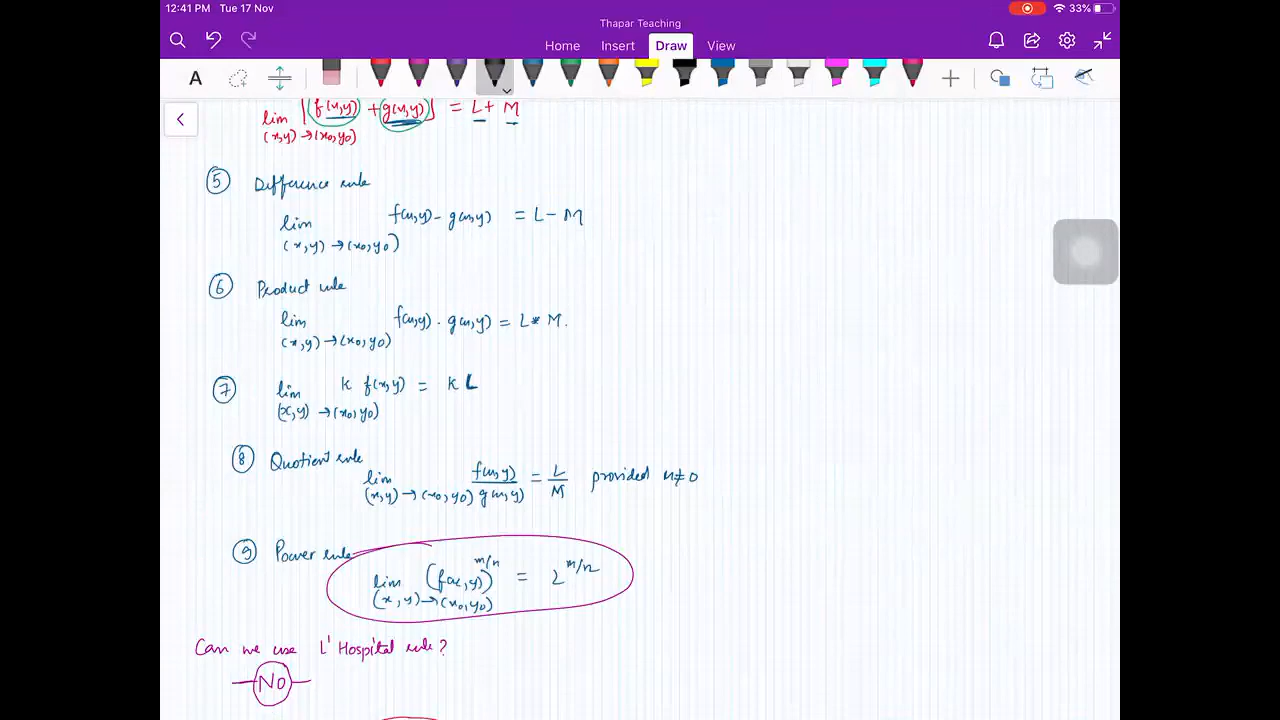 12:41 PM Tue 17 Nov
33%
Thapar Teaching
Home Insert Draw View
A
lim [f(x,y) + g(x,y)] = L + M
(x,y) → (x0, y0)
5 Difference rule
lim f(x,y) - g(x,y) = L - M
(x,y) → (x0, y0)
6 Product rule
lim f(x,y) . g(x,y) = L * M.
(x,y) → (x0, y0)
7 lim K f(x,y) = K L
(x,y) → (x0, y0)
8 Quotient rule
lim f(x,y)/g(x,y) = L/M provided M≠0
(x,y) → (x0, y0)
9 Power rule
lim (f(x,y))^m/n = L^m/n
(x,y) → (x0, y0)
Can we use L' Hospital rule?
No